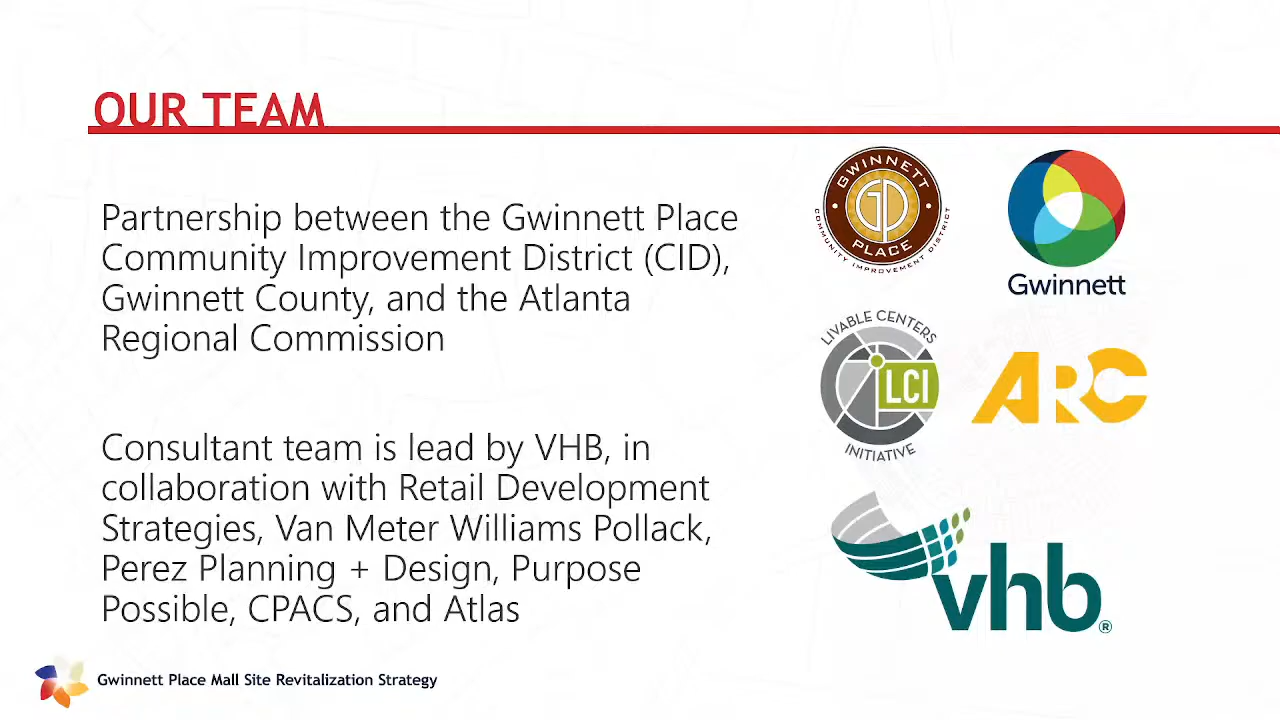 OUR TEAM
Partnership between the Gwinnett Place
Community Improvement District (CID),
Gwinnett County, and the Atlanta
Regional Commission
Consultant team is lead by VHB, in
collaboration with Retail Development
Strategies, Van Meter Williams Pollack,
Perez Planning + Design, Purpose
Possible, CPACS, and Atlas
GWINNETT
GP
PLACE
COMMUNITY IMPROVEMENT DISTRICT
Gwinnett
LIVABLE CENTERS
LCI
INITIATIVE
ARC
vhb®
Gwinnett Place Mall Site Revitalization Strategy